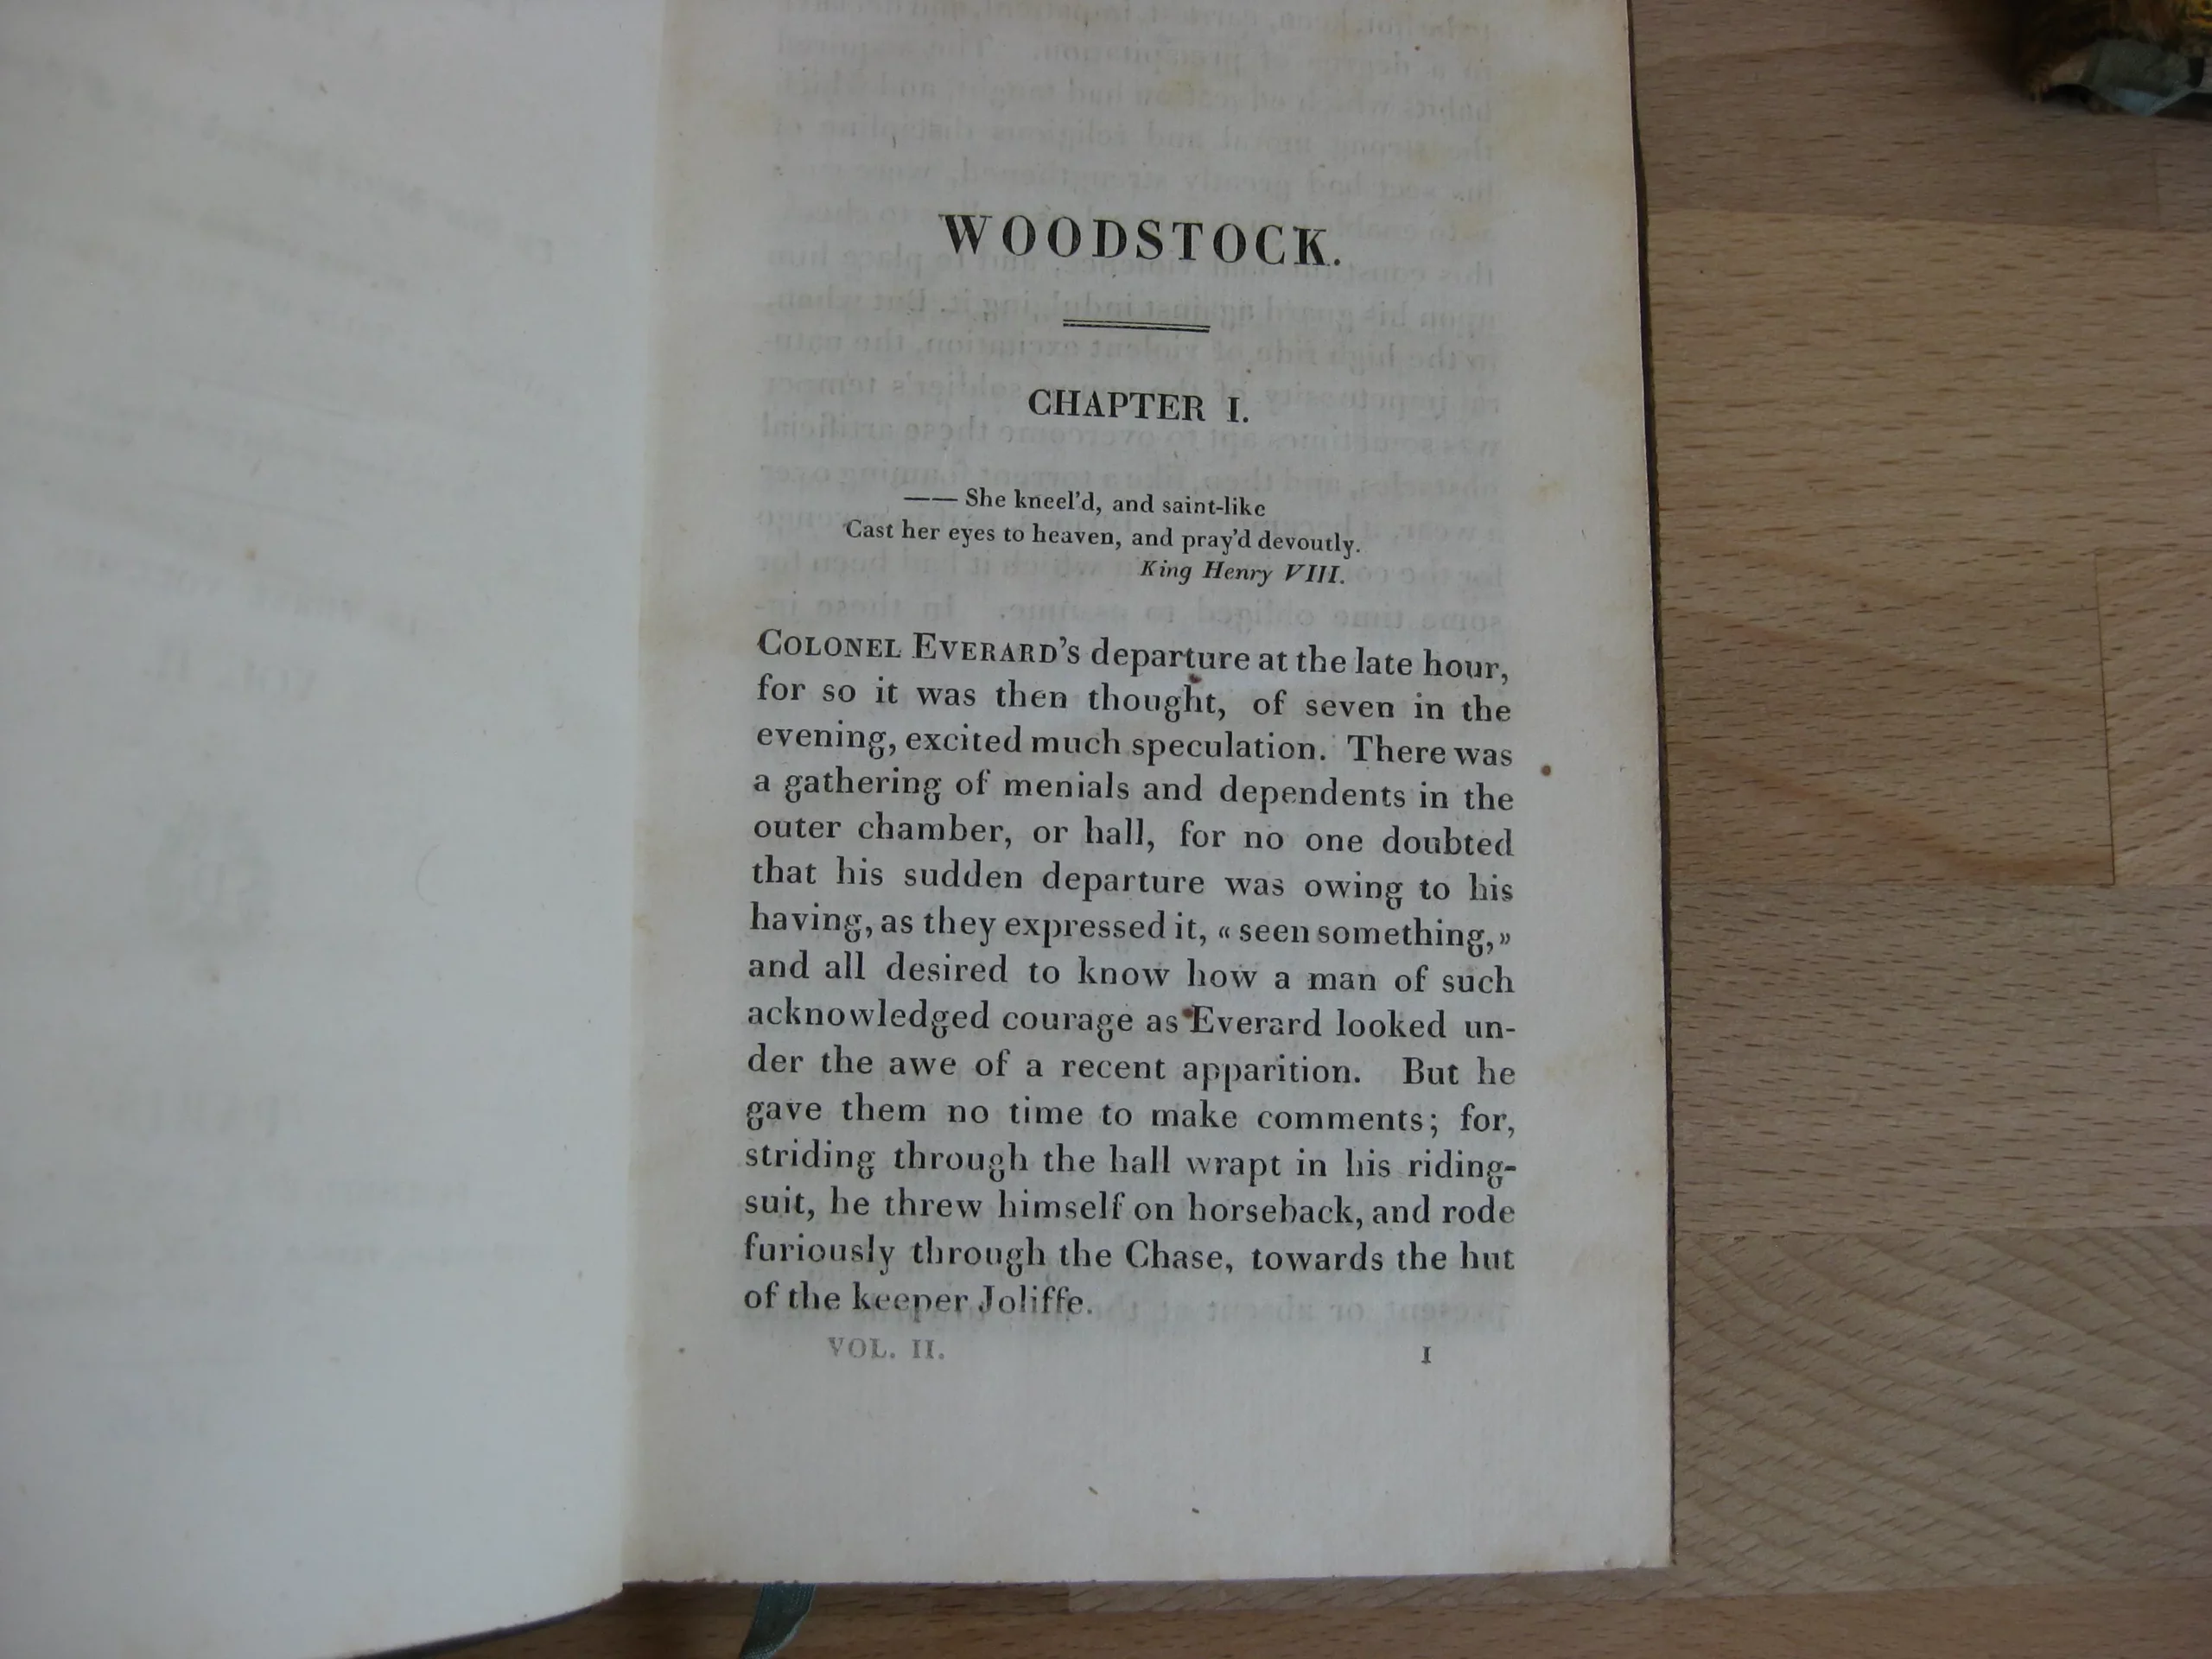 WOODSTOCK.
CHAPTER I.
—— She kneel'd, and saint-like
Cast her eyes to heaven, and pray'd devoutly.
King Henry VIII.
COLONEL EVERARD'S departure at the late hour,
for so it was then thought, of seven in the
evening, excited much speculation. There was
a gathering of menials and dependents in the
outer chamber, or hall, for no one doubted
that his sudden departure was owing to his
having, as they expressed it, « seen something, »
and all desired to know how a man of such
acknowledged courage as Everard looked un-
der the awe of a recent apparition. But he
gave them no time to make comments; for,
striding through the hall wrapt in his riding-
suit, he threw himself on horseback, and rode
furiously through the Chase, towards the hut
of the keeper Joliffe.
VOL. II. 1